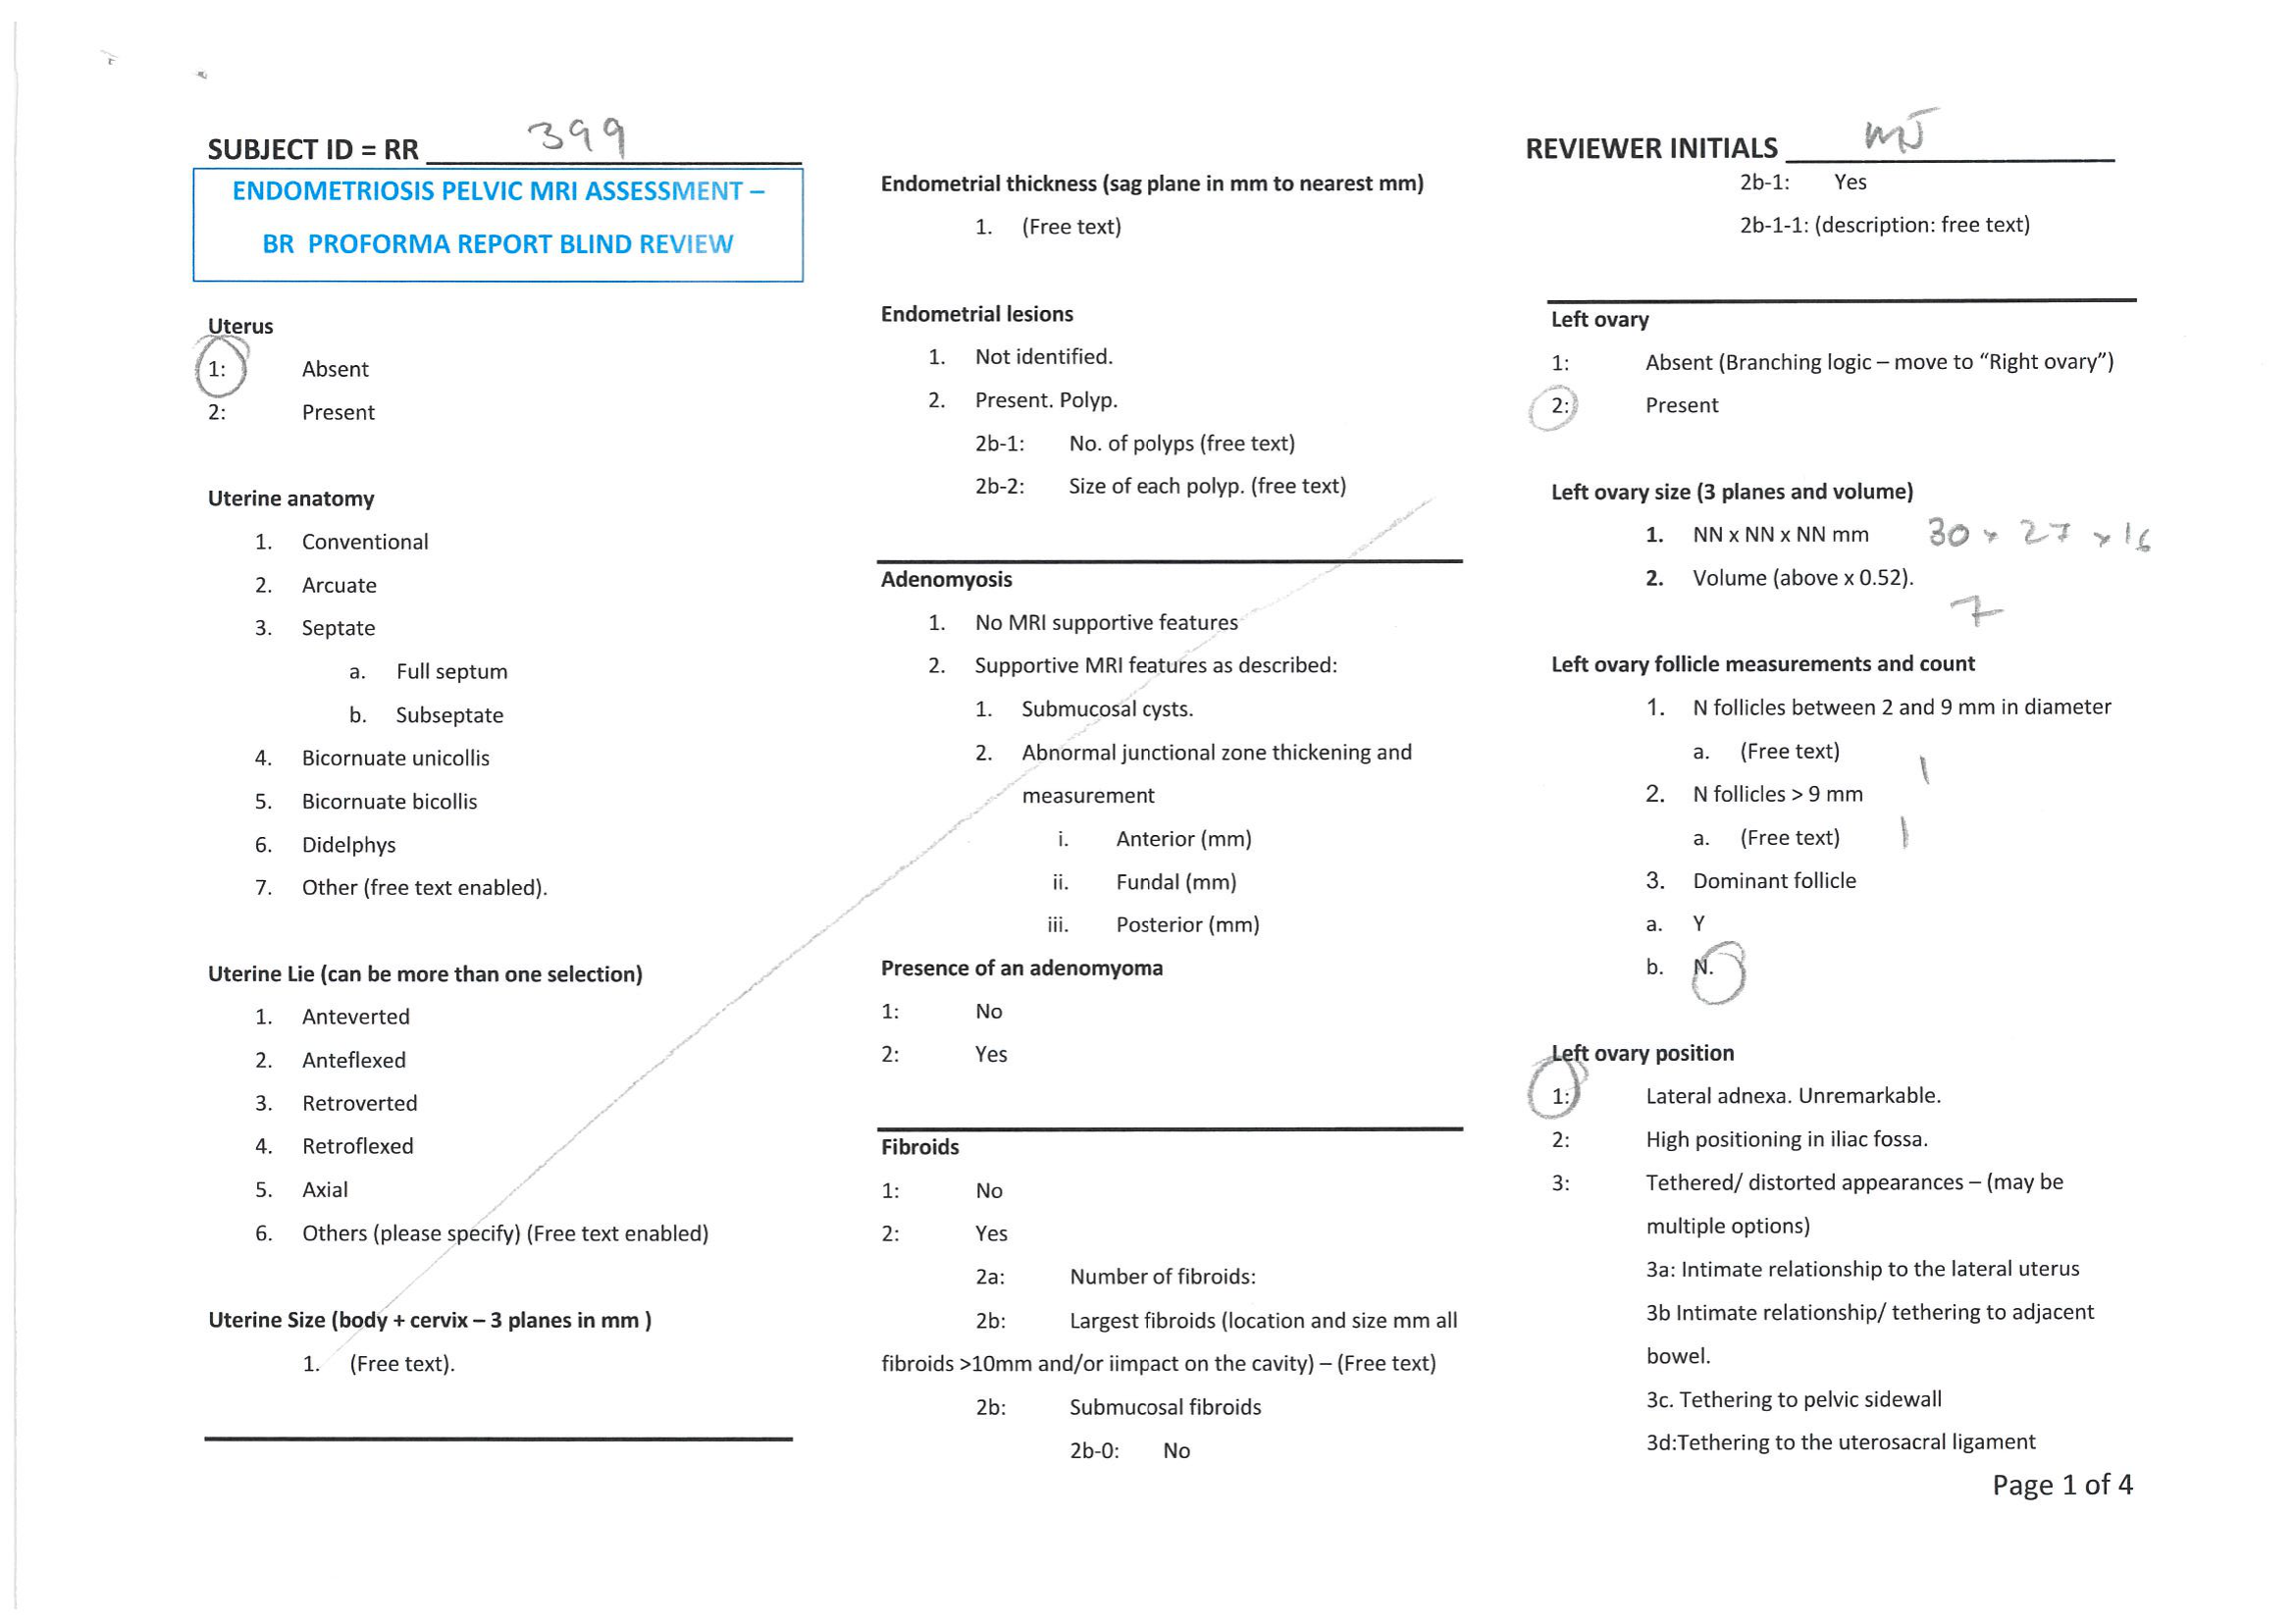 SUBJECT ID = RR 399
ENDOMETRIOSIS PELVIC MRI ASSESSMENT –
BR PROFORMA REPORT BLIND REVIEW
Uterus
1: Absent
2: Present
Uterine anatomy
1. Conventional
2. Arcuate
3. Septate
a. Full septum
b. Subseptate
4. Bicornuate unicollis
5. Bicornuate bicollis
6. Didelphys
7. Other (free text enabled).
Uterine Lie (can be more than one selection)
1. Anteverted
2. Anteflexed
3. Retroverted
4. Retroflexed
5. Axial
6. Others (please specify) (Free text enabled)
Uterine Size (body + cervix – 3 planes in mm )
1. (Free text).
Endometrial thickness (sag plane in mm to nearest mm)
1. (Free text)
Endometrial lesions
1. Not identified.
2. Present. Polyp.
2b-1: No. of polyps (free text)
2b-2: Size of each polyp. (free text)
Adenomyosis
1. No MRI supportive features
2. Supportive MRI features as described:
1. Submucosal cysts.
2. Abnormal junctional zone thickening and
measurement
i. Anterior (mm)
ii. Fundal (mm)
iii. Posterior (mm)
Presence of an adenomyoma
1: No
2: Yes
Fibroids
1: No
2: Yes
2a: Number of fibroids:
2b: Largest fibroids (location and size mm all
fibroids >10mm and/or iimpact on the cavity) – (Free text)
2b: Submucosal fibroids
2b-0: No
REVIEWER INITIALS MJ
2b-1: Yes
2b-1-1: (description: free text)
Left ovary
1: Absent (Branching logic – move to “Right ovary”)
2: Present
Left ovary size (3 planes and volume)
1. NN x NN x NN mm 30 x 27 x 16
2. Volume (above x 0.52).
7
Left ovary follicle measurements and count
1. N follicles between 2 and 9 mm in diameter
a. (Free text) 1
2. N follicles > 9 mm
a. (Free text) 1
3. Dominant follicle
a. Y
b. N.
Left ovary position
1: Lateral adnexa. Unremarkable.
2: High positioning in iliac fossa.
3: Tethered/ distorted appearances – (may be
multiple options)
3a: Intimate relationship to the lateral uterus
3b Intimate relationship/ tethering to adjacent
bowel.
3c. Tethering to pelvic sidewall
3d:Tethering to the uterosacral ligament
Page 1 of 4